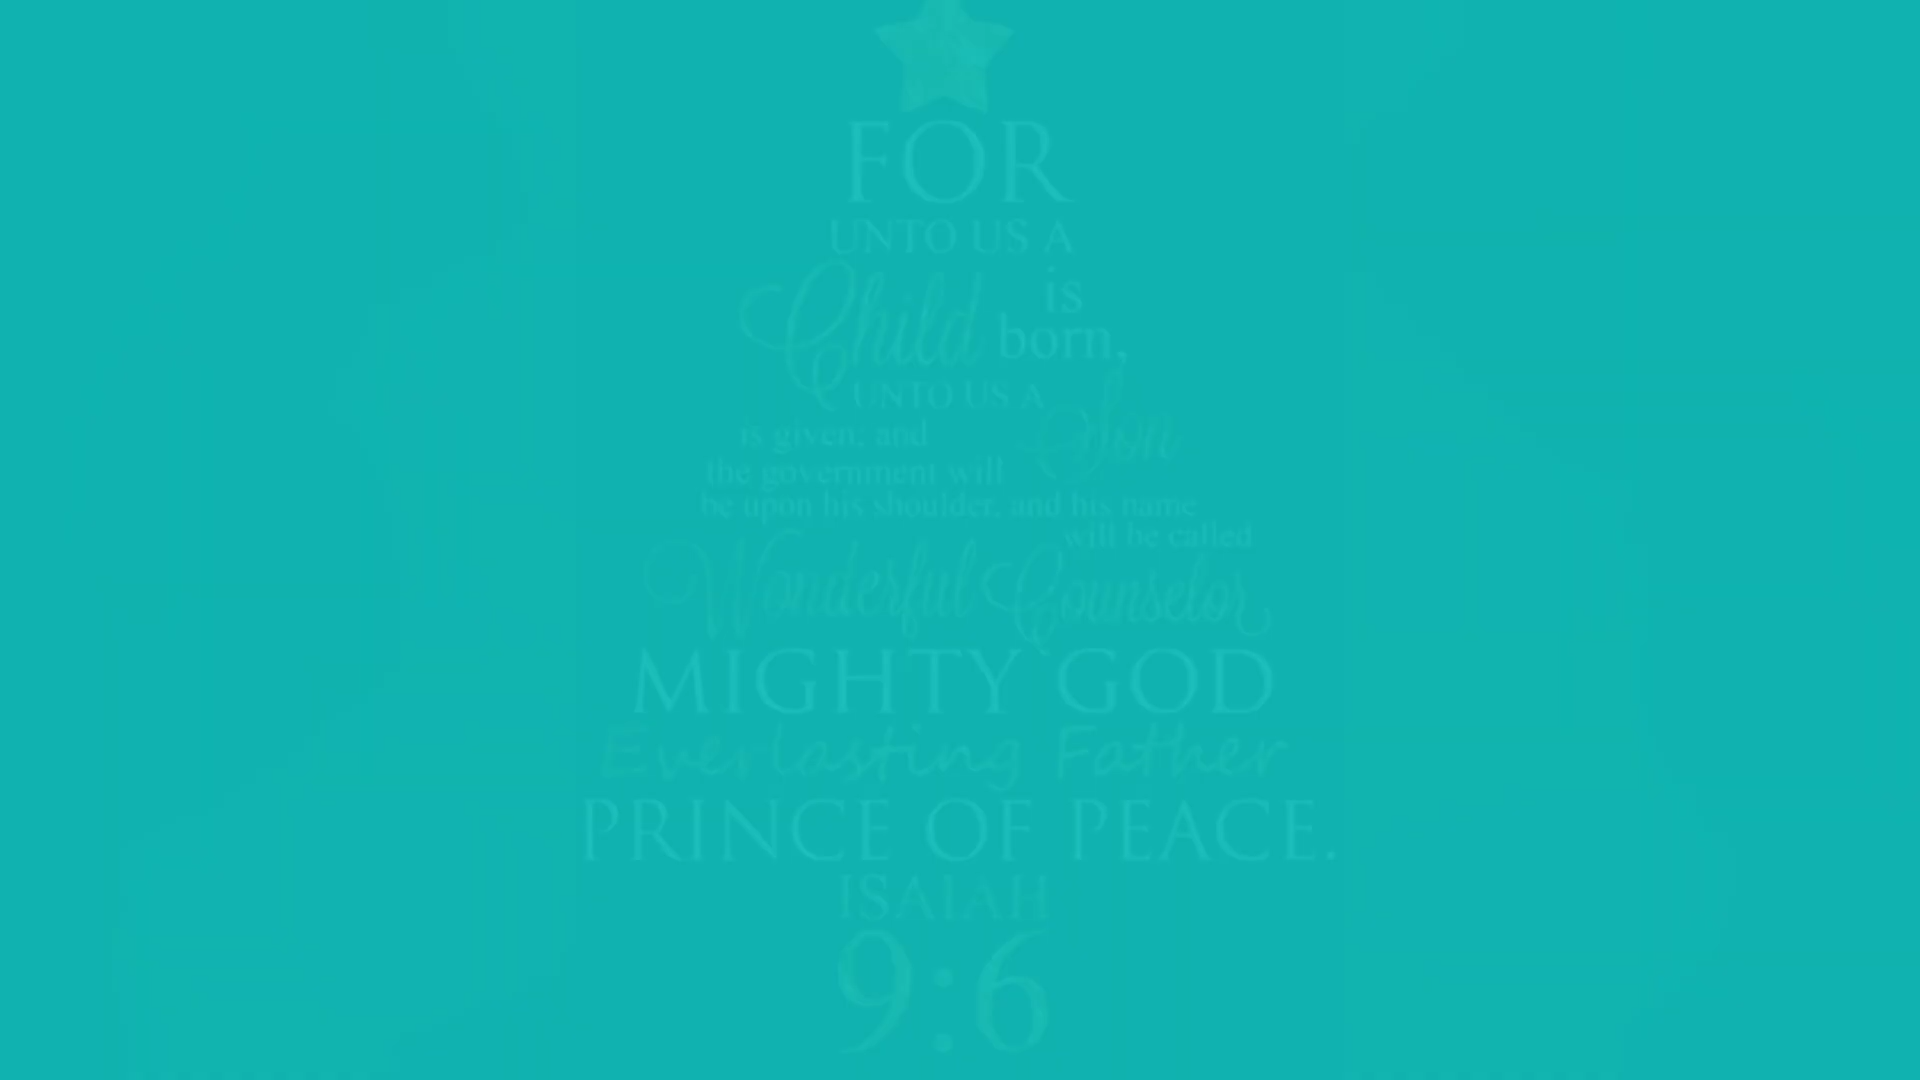 FOR
UNTO US A
Child is
born,
UNTO US A Son
is given; and
the government will
be upon his shoulder, and his name
will be called
Wonderful Counselor
MIGHTY GOD
Everlasting Father
PRINCE OF PEACE.
ISAIAH
9:6